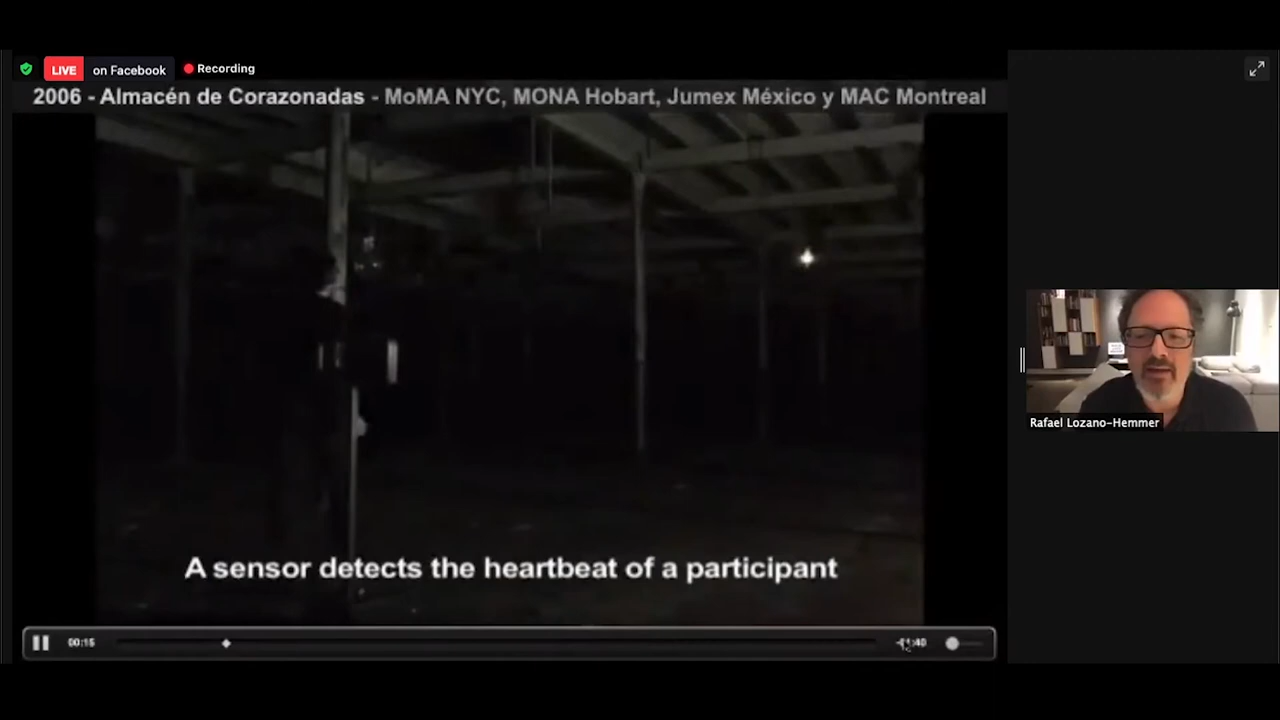 LIVE on Facebook Recording
2006 - Almacén de Corazonadas - MoMA NYC, MONA Hobart, Jumex México y MAC Montreal
Rafael Lozano-Hemmer
A sensor detects the heartbeat of a participant
00:15